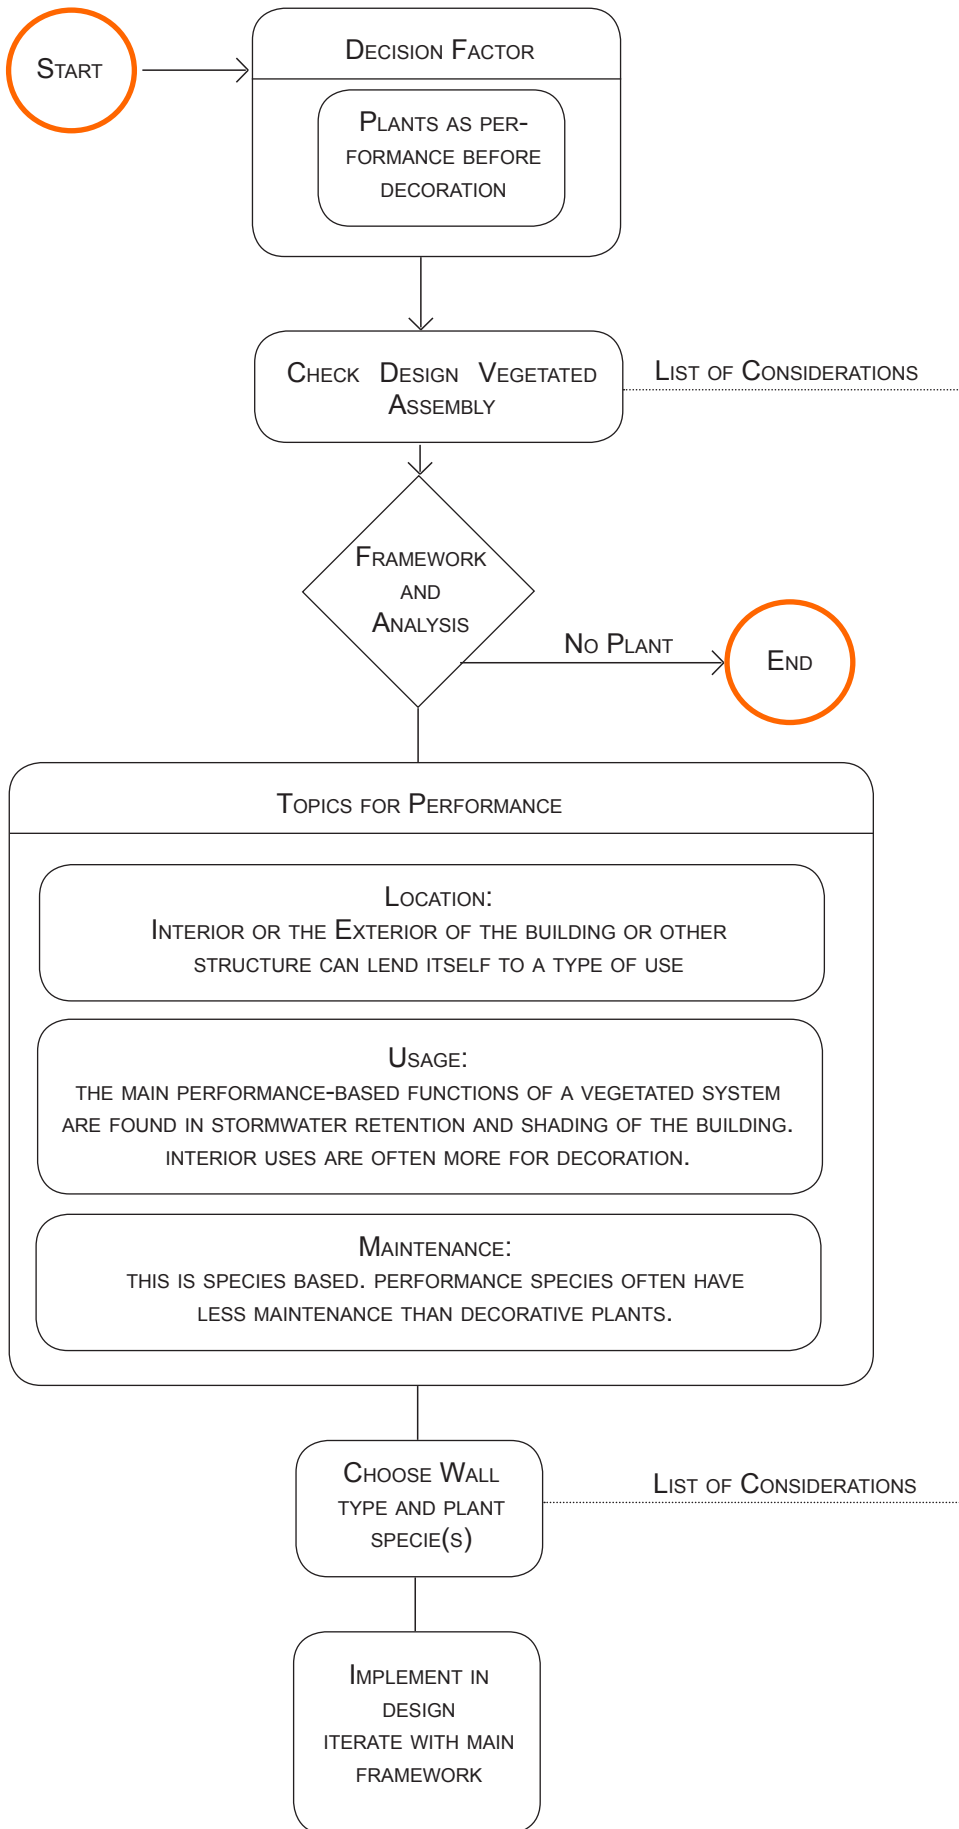 Start
Decision Factor
Plants as per-
formance before
decoration
Check Design Vegetated
Assembly
List of Considerations
Framework
and
Analysis
No Plant
End
Topics for Performance
Location:
Interior or the Exterior of the building or other
structure can lend itself to a type of use
Usage:
the main performance-based functions of a vegetated system
are found in stormwater retention and shading of the building.
interior uses are often more for decoration.
Maintenance:
this is species based. performance species often have
less maintenance than decorative plants.
Choose Wall
type and plant
specie(s)
List of Considerations
Implement in
design
iterate with main
framework